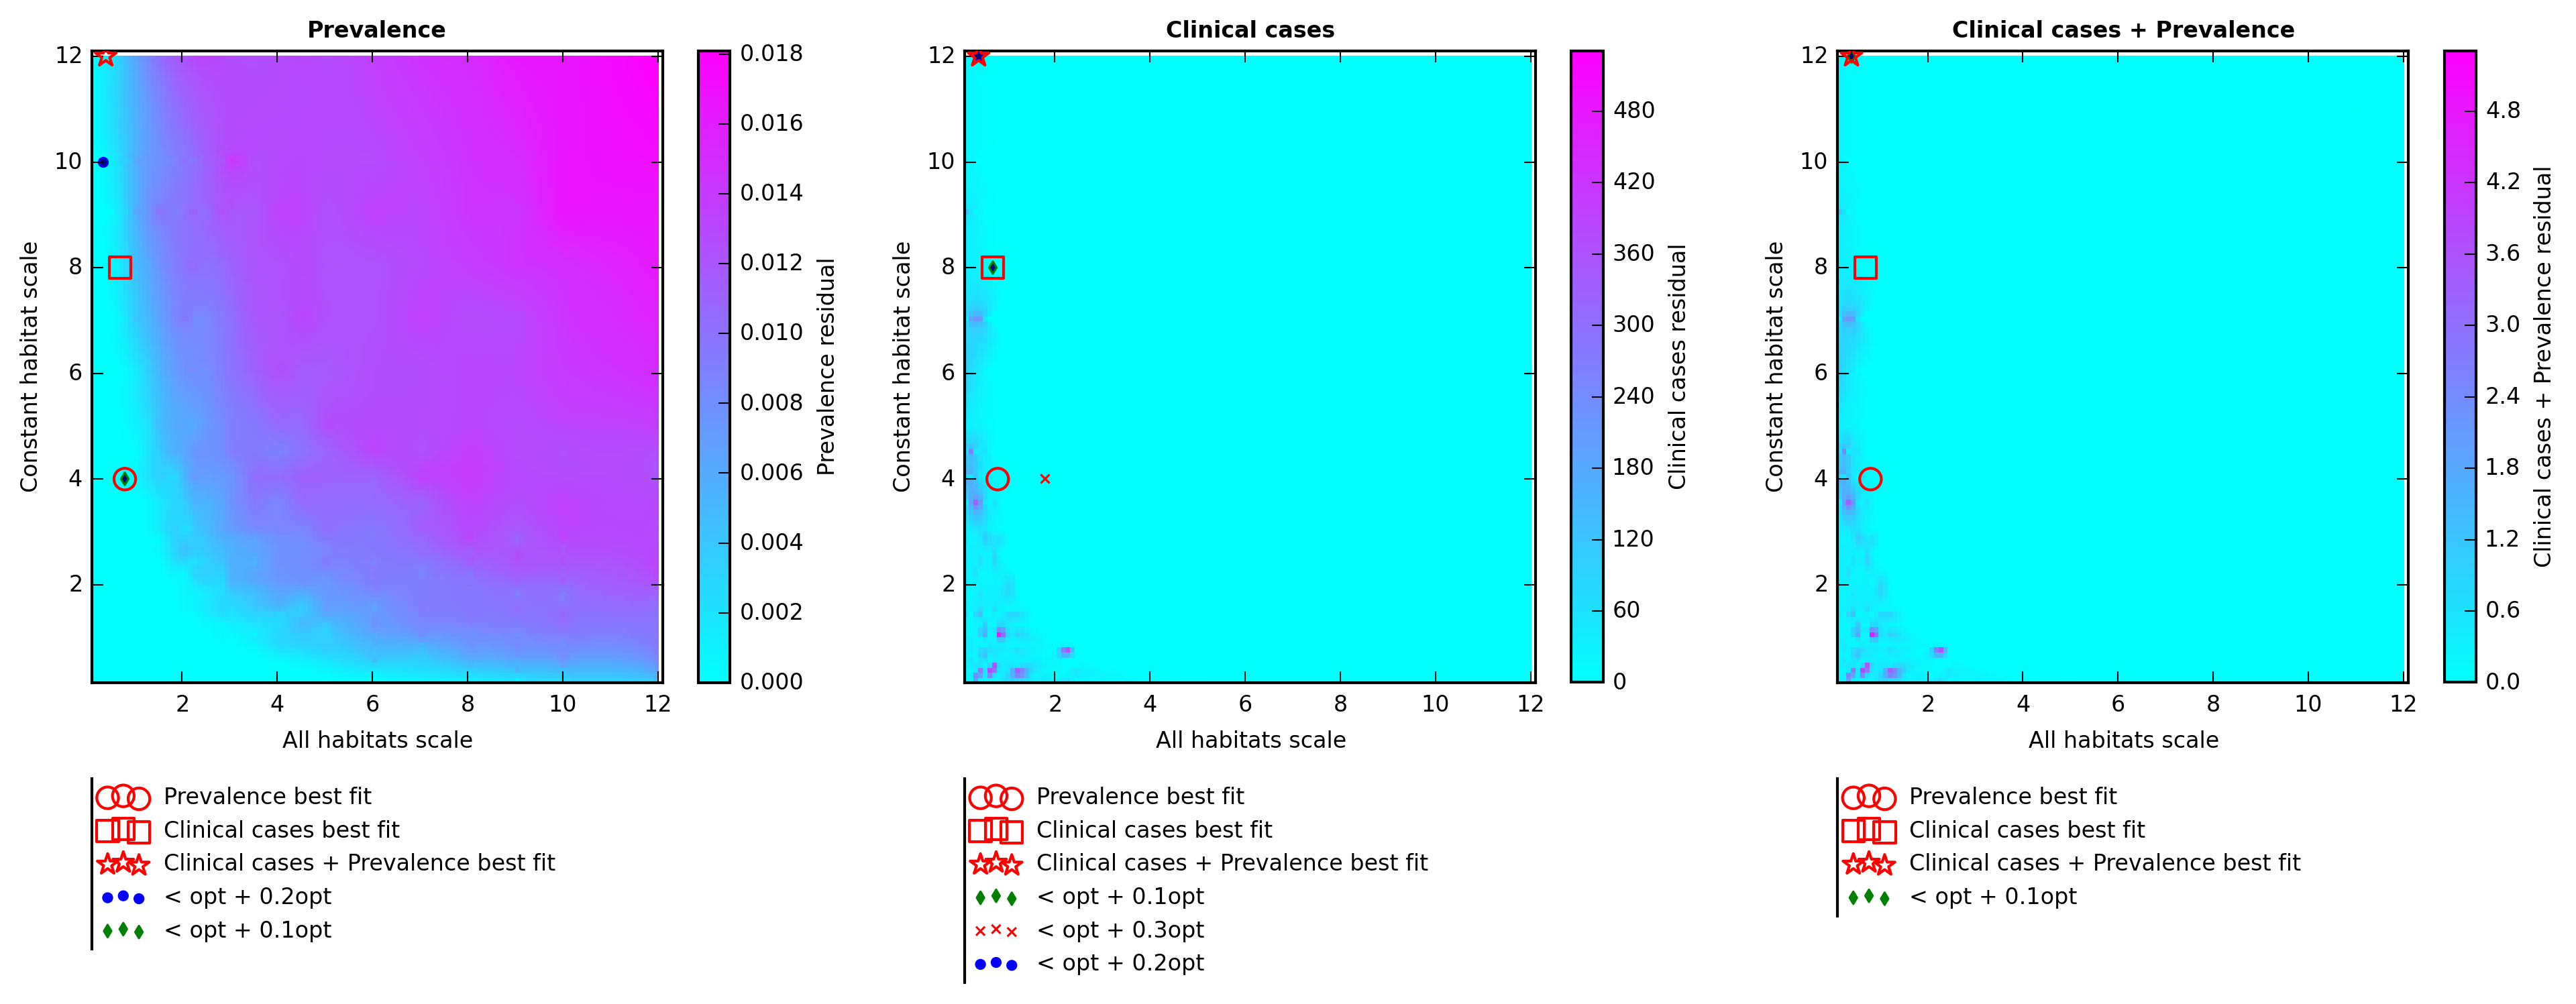 Prevalence
12
10
8
6
4
2
Constant habitat scale
2 4 6 8 10 12
All habitats scale
0.018
0.016
0.014
0.012
0.010
0.008
0.006
0.004
0.002
0.000
Prevalence residual
Prevalence best fit
Clinical cases best fit
Clinical cases + Prevalence best fit
< opt + 0.2opt
< opt + 0.1opt
Clinical cases
12
10
8
6
4
2
Constant habitat scale
2 4 6 8 10 12
All habitats scale
480
420
360
300
240
180
120
60
0
Clinical cases residual
Prevalence best fit
Clinical cases best fit
Clinical cases + Prevalence best fit
< opt + 0.1opt
< opt + 0.3opt
< opt + 0.2opt
Clinical cases + Prevalence
12
10
8
6
4
2
Constant habitat scale
2 4 6 8 10 12
All habitats scale
4.8
4.2
3.6
3.0
2.4
1.8
1.2
0.6
0.0
Clinical cases + Prevalence residual
Prevalence best fit
Clinical cases best fit
Clinical cases + Prevalence best fit
< opt + 0.1opt